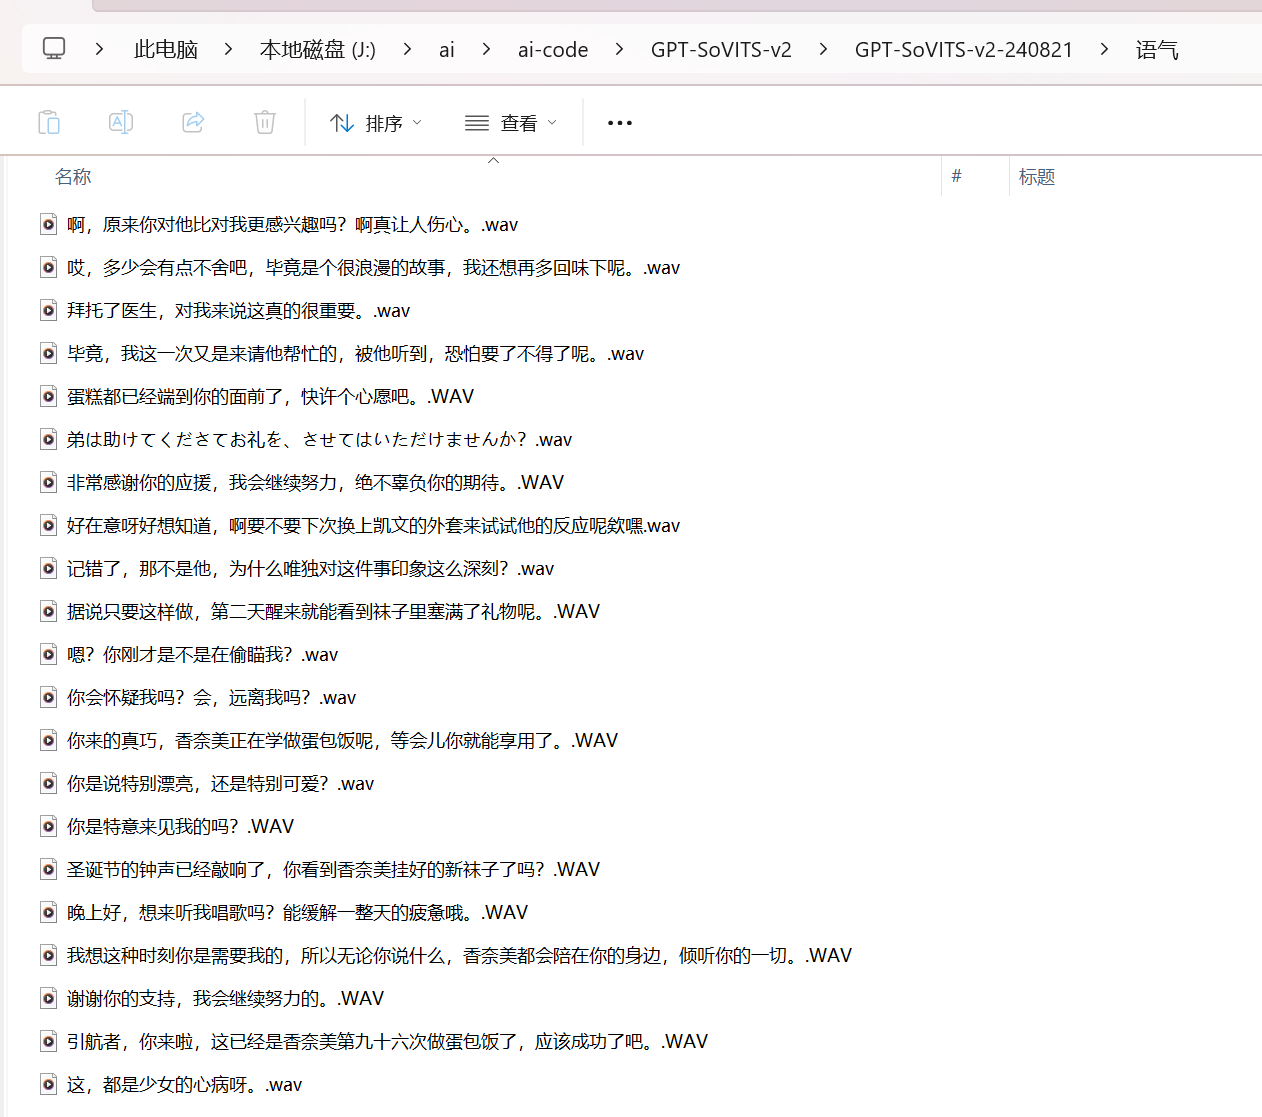 此电脑 本地磁盘 (J:) ai ai-code GPT-SoVITS-v2 GPT-SoVITS-v2-240821 语气
排序 查看
名称 # 标题
啊，原来你对他比对我更感兴趣吗？啊真让人伤心。.wav
哎，多少会有点不舍吧，毕竟是个很浪漫的故事，我还想再多回味下呢。.wav
拜托了医生，对我来说这真的很重要。.wav
毕竟，我这一次又是来请他帮忙的，被他听到，恐怕要了不得了呢。.wav
蛋糕都已经端到你的面前了，快许个心愿吧。.WAV
弟は助けてくださてお礼を、させてはいただけませんか？.wav
非常感谢你的应援，我会继续努力，绝不辜负你的期待。.WAV
好在意呀好想知道，啊要不要下次换上凯文的外套来试试他的反应呢欸嘿.wav
记错了，那不是他，为什么唯独对这件事印象这么深刻？.wav
据说只要这样做，第二天醒来就能看到袜子里塞满了礼物呢。.WAV
嗯？你刚才是不是在偷瞄我？.wav
你会怀疑我吗？会，远离我吗？.wav
你来的真巧，香奈美正在学做蛋包饭呢，等会儿你就能享用了。.WAV
你是说特别漂亮，还是特别可爱？.wav
你是特意来见我的吗？.WAV
圣诞节的钟声已经敲响了，你看到香奈美挂好的新袜子了吗？.WAV
晚上好，想来听我唱歌吗？能缓解一整天的疲惫哦。.WAV
我想这种时刻你是需要我的，所以无论你说什么，香奈美都会陪在你的身边，倾听你的一切。.WAV
谢谢你的支持，我会继续努力的。.WAV
引航者，你来啦，这已经是香奈美第九十六次做蛋包饭了，应该成功了吧。.WAV
这，都是少女的心病呀。.wav